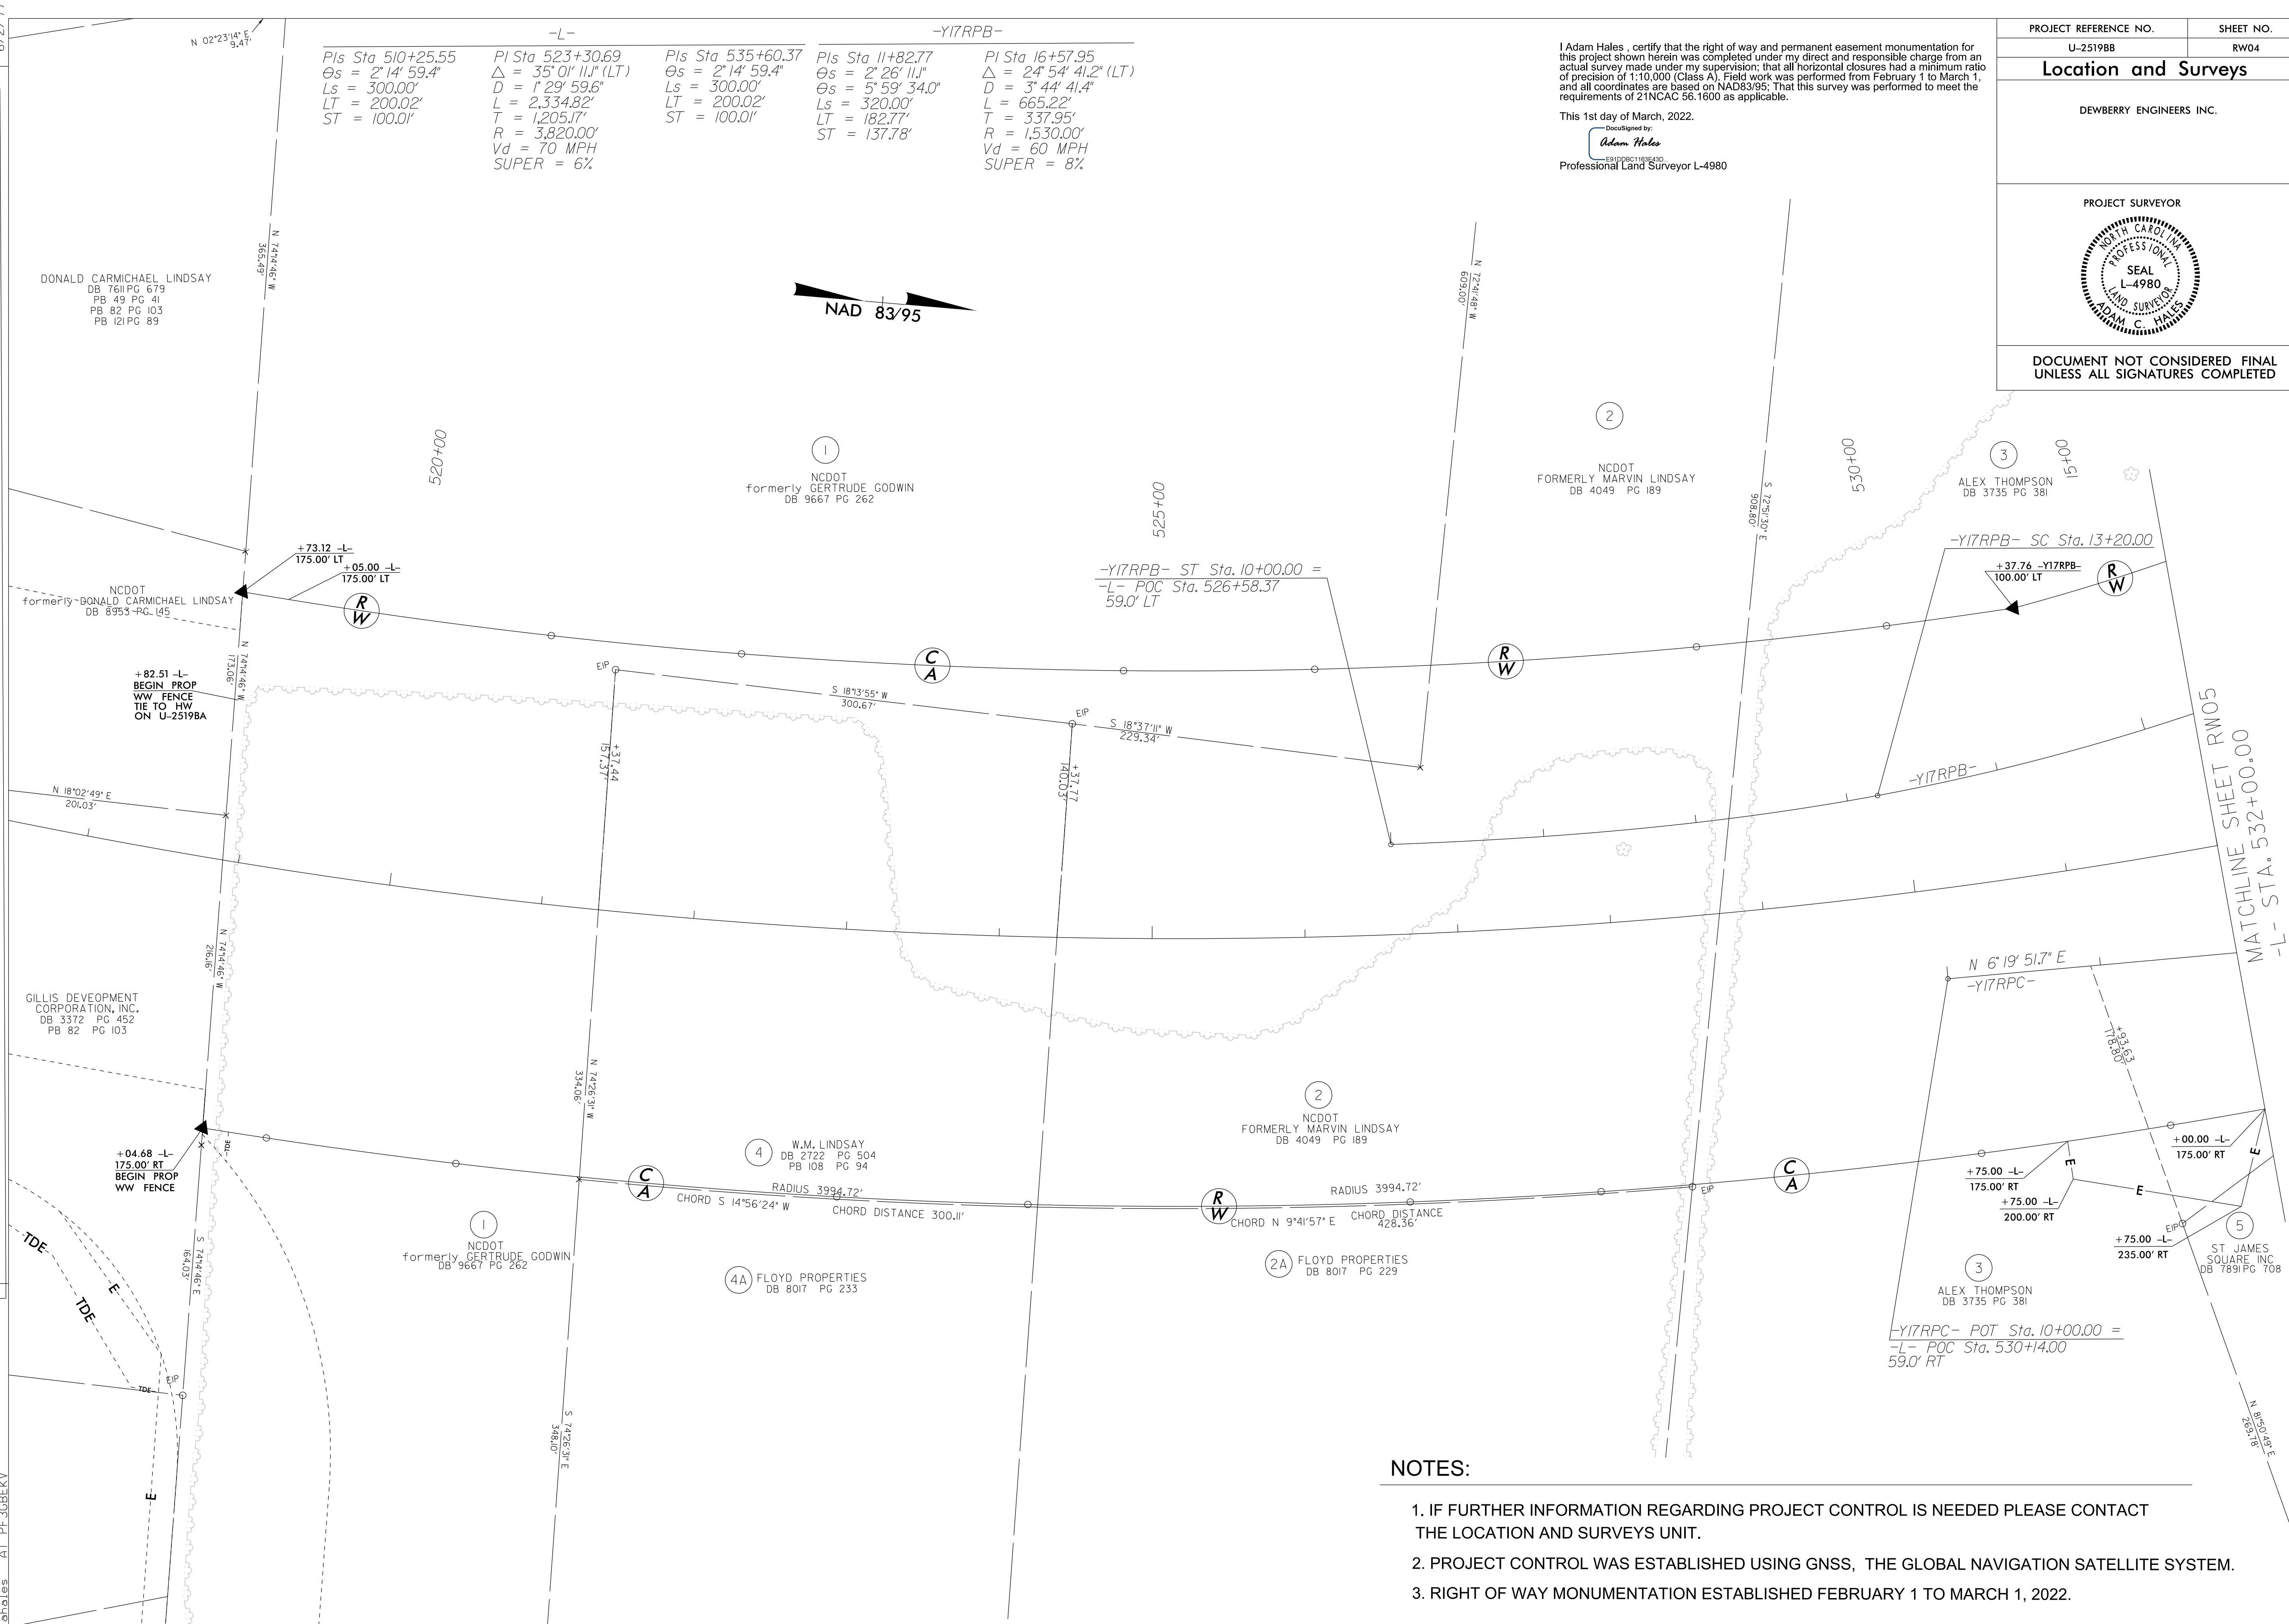 N 02°23'14" E
9.47'
-L-
PIs Sta 510+25.55
Θs = 2° 14' 59.4"
Ls = 300.00'
LT = 200.02'
ST = 100.01'
PI Sta 523+30.69
△ = 35° 01' 11.1" (LT)
D = 1° 29' 59.6"
L = 2,334.82'
T = 1,205.17'
R = 3,820.00'
Vd = 70 MPH
SUPER = 6%
PIs Sta 535+60.37
Θs = 2° 14' 59.4"
Ls = 300.00'
LT = 200.02'
ST = 100.01'
-Y17RPB-
PIs Sta 11+82.77
Θs = 2° 26' 11.1"
Θs = 5° 59' 34.0"
Ls = 320.00'
LT = 182.77'
ST = 137.78'
PI Sta 16+57.95
△ = 24° 54' 41.2" (LT)
D = 3° 44' 41.4"
L = 665.22'
T = 337.95'
R = 1,530.00'
Vd = 60 MPH
SUPER = 8%
I Adam Hales , certify that the right of way and permanent easement monumentation for
this project shown herein was completed under my direct and responsible charge from an
actual survey made under my supervision; that all horizontal closures had a minimum ratio
of precision of 1:10,000 (Class A). Field work was performed from February 1 to March 1,
and all coordinates are based on NAD83/95; That this survey was performed to meet the
requirements of 21NCAC 56.1600 as applicable.
This 1st day of March, 2022.
DocuSigned by:
Adam Hales
E91DDBC1163E43D...
Professional Land Surveyor L-4980
PROJECT REFERENCE NO.
SHEET NO.
U-2519BB
RW04
Location and Surveys
DEWBERRY ENGINEERS INC.
PROJECT SURVEYOR
NORTH CAROLINA
PROFESSIONAL
SEAL
L-4980
LAND SURVEYOR
ADAM C. HALES
DOCUMENT NOT CONSIDERED FINAL
UNLESS ALL SIGNATURES COMPLETED
N 74°14'46" W
365.49'
DONALD CARMICHAEL LINDSAY
DB 7611 PG 679
PB 49 PG 41
PB 82 PG 103
PB 121 PG 89
NAD 83/95
N 72°41'48" W
609.00'
520+00
1
NCDOT
formerly GERTRUDE GODWIN
DB 9667 PG 262
525+00
2
NCDOT
FORMERLY MARVIN LINDSAY
DB 4049 PG 189
S 72°51'30" E
908.80'
530+00
3
ALEX THOMPSON
DB 3735 PG 381
15+00
+73.12 -L-
175.00' LT
+05.00 -L-
175.00' LT
R
W
NCDOT
formerly DONALD CARMICHAEL LINDSAY
DB 8953 PG 145
-Y17RPB- ST Sta. 10+00.00 =
-L- POC Sta. 526+58.37
59.0' LT
-Y17RPB- SC Sta. 13+20.00
+37.76 -Y17RPB-
100.00' LT
R
W
C
A
R
W
N 74°14'46" W
173.06'
+82.51 -L-
BEGIN PROP
WW FENCE
TIE TO HW
ON U-2519BA
EIP
S 18°13'55" W
300.67'
EIP
S 18°37'11" W
229.34'
+37.44
157.37'
+37.77
140.03'
-Y17RPB-
MATCHLINE SHEET RW05
-L- STA. 532+00.00
N 18°02'49" E
201.03'
N 74°14'46" W
216.16'
GILLIS DEVEOPMENT
CORPORATION, INC.
DB 3372 PG 452
PB 82 PG 103
N 6° 19' 51.7" E
-Y17RPC-
+93.63
178.80'
N 74°26'31" W
334.06'
+04.68 -L-
175.00' RT
BEGIN PROP
WW FENCE
TDE
4
W.M. LINDSAY
DB 2722 PG 504
PB 108 PG 94
2
NCDOT
FORMERLY MARVIN LINDSAY
DB 4049 PG 189
C
A
RADIUS 3994.72'
CHORD S 14°56'24" W
CHORD DISTANCE 300.11'
R
W
RADIUS 3994.72'
CHORD N 9°41'57" E
CHORD DISTANCE
428.36'
EIP
C
A
+75.00 -L-
175.00' RT
+75.00 -L-
200.00' RT
E
E
E
+00.00 -L-
175.00' RT
EIP
+75.00 -L-
235.00' RT
5
ST JAMES
SQUARE INC
DB 7891 PG 708
1
NCDOT
formerly GERTRUDE GODWIN
DB 9667 PG 262
4A
FLOYD PROPERTIES
DB 8017 PG 233
2A
FLOYD PROPERTIES
DB 8017 PG 229
3
ALEX THOMPSON
DB 3735 PG 381
-Y17RPC- POT Sta. 10+00.00 =
-L- POC Sta. 530+14.00
59.0' RT
S 74°14'46" E
164.03'
TDE
E
TDE
TDE
EIP
E
S 74°26'31" E
348.10'
N 81°50'49" E
269.78'
NOTES:
1. IF FURTHER INFORMATION REGARDING PROJECT CONTROL IS NEEDED PLEASE CONTACT
THE LOCATION AND SURVEYS UNIT.
2. PROJECT CONTROL WAS ESTABLISHED USING GNSS, THE GLOBAL NAVIGATION SATELLITE SYSTEM.
3. RIGHT OF WAY MONUMENTATION ESTABLISHED FEBRUARY 1 TO MARCH 1, 2022.